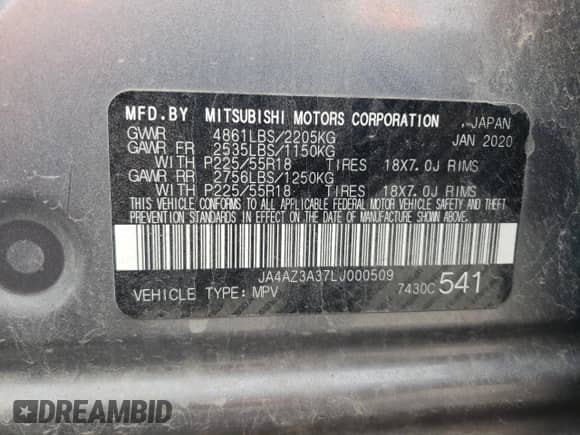 MFD.BY MITSUBISHI MOTORS CORPORATION .-JAPAN
GVWR 4861LBS/2205KG JAN 2020
GAWR FR 2535LBS/1150KG
WITH P225/55R18 TIRES 18X7.0J RIMS
GAWR RR 2756LBS/1250KG
WITH P225/55R18 TIRES 18X7.0J RIMS
THIS VEHICLE CONFORMS TO ALL APPLICABLE FEDERAL MOTOR VEHICLE SAFETY AND THEFT
PREVENTION STANDARDS IN EFFECT ON THE DATE OF MANUFACTURE SHOWN ABOVE.
JA4AZ3A37LJ000509
VEHICLE TYPE: MPV 7430C 541
DREAMBID